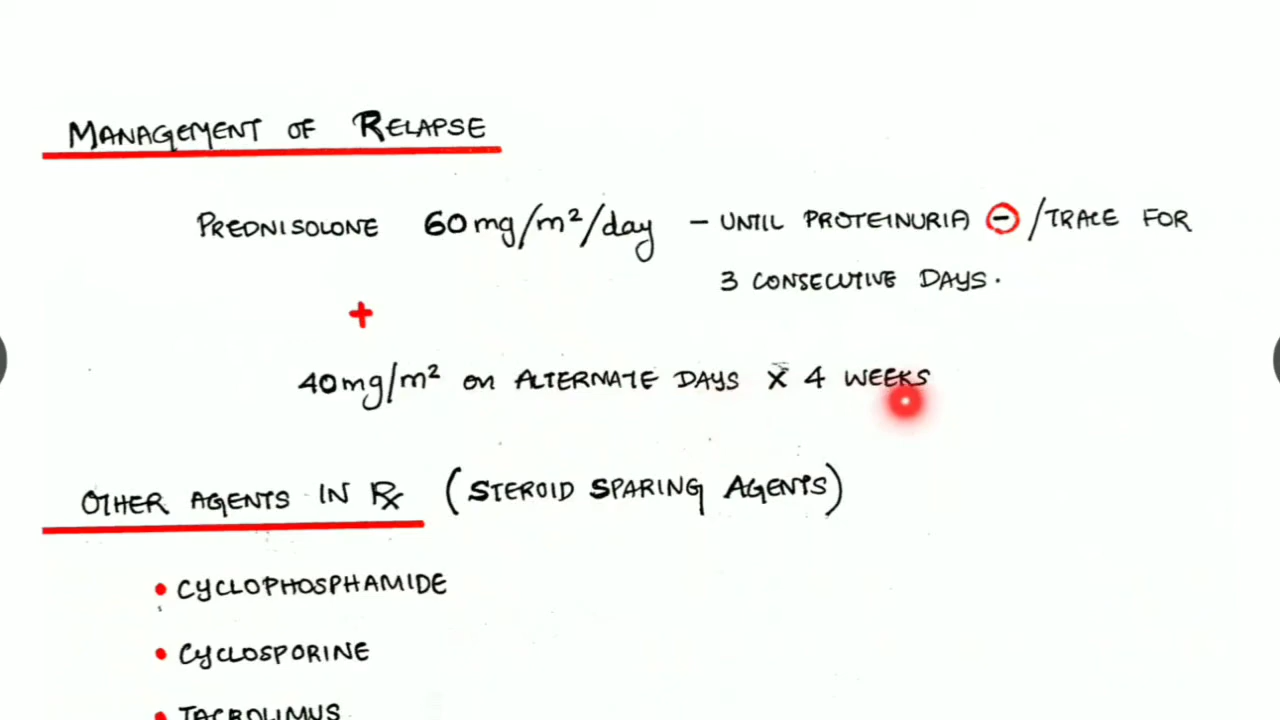 MANAGEMENT OF RELAPSE
PREDNISOLONE 60mg/m²/day – UNTIL PROTEINURIA ⊖/TRACE FOR
3 CONSECUTIVE DAYS.
+
40mg/m² on ALTERNATE DAYS X 4 WEEKS
OTHER AGENTS IN Rx (STEROID SPARING AGENTS)
• CYCLOPHOSPHAMIDE
• CYCLOSPORINE
• TACROLIMUS